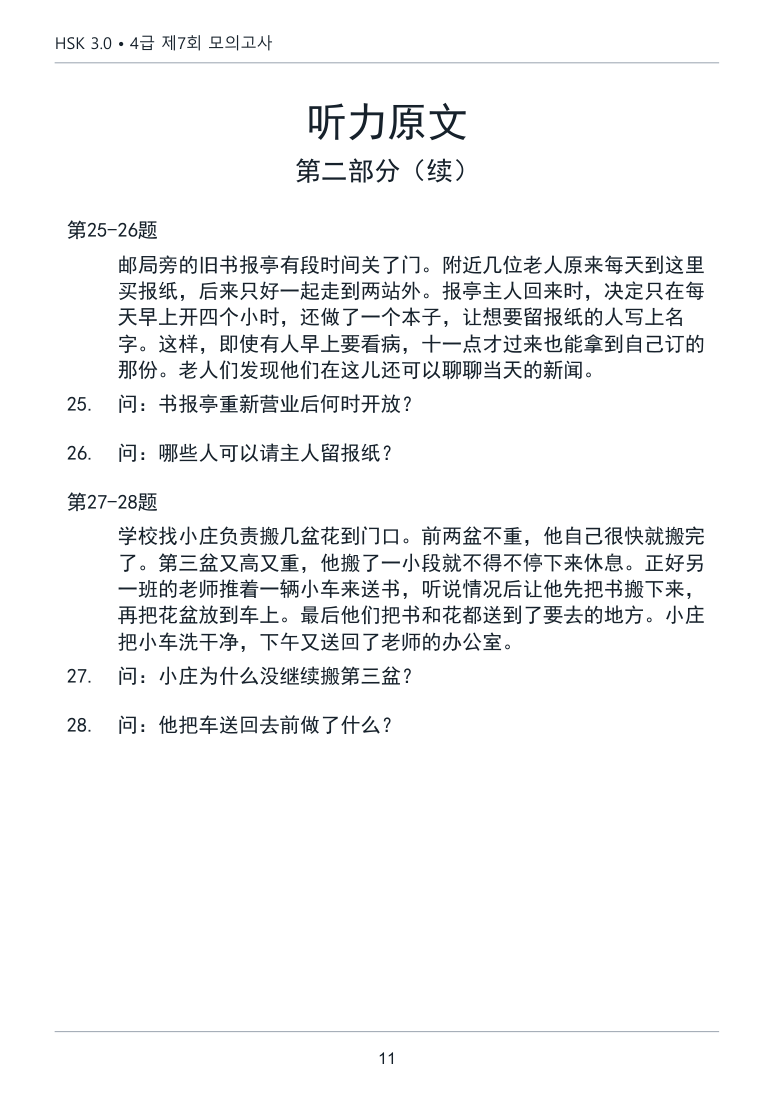 HSK 3.0 • 4급 제7회 모의고사
听力原文
第二部分（续）
第25-26题
邮局旁的旧书报亭有段时间关了门。附近几位老人原来每天到这里
买报纸，后来只好一起走到两站外。报亭主人回来时，决定只在每
天早上开四个小时，还做了一个本子，让想要留报纸的人写上名
字。这样，即使有人早上要看病，十一点才过来也能拿到自己订的
那份。老人们发现他们在这儿还可以聊聊当天的新闻。
25. 问：书报亭重新营业后何时开放？
26. 问：哪些人可以请主人留报纸？
第27-28题
学校找小庄负责搬几盆花到门口。前两盆不重，他自己很快就搬完
了。第三盆又高又重，他搬了一小段就不得不停下来休息。正好另
一班的老师推着一辆小车来送书，听说情况后让他先把书搬下来，
再把花盆放到车上。最后他们把书和花都送到了要去的地方。小庄
把小车洗干净，下午又送回了老师的办公室。
27. 问：小庄为什么没继续搬第三盆？
28. 问：他把车送回去前做了什么？
11